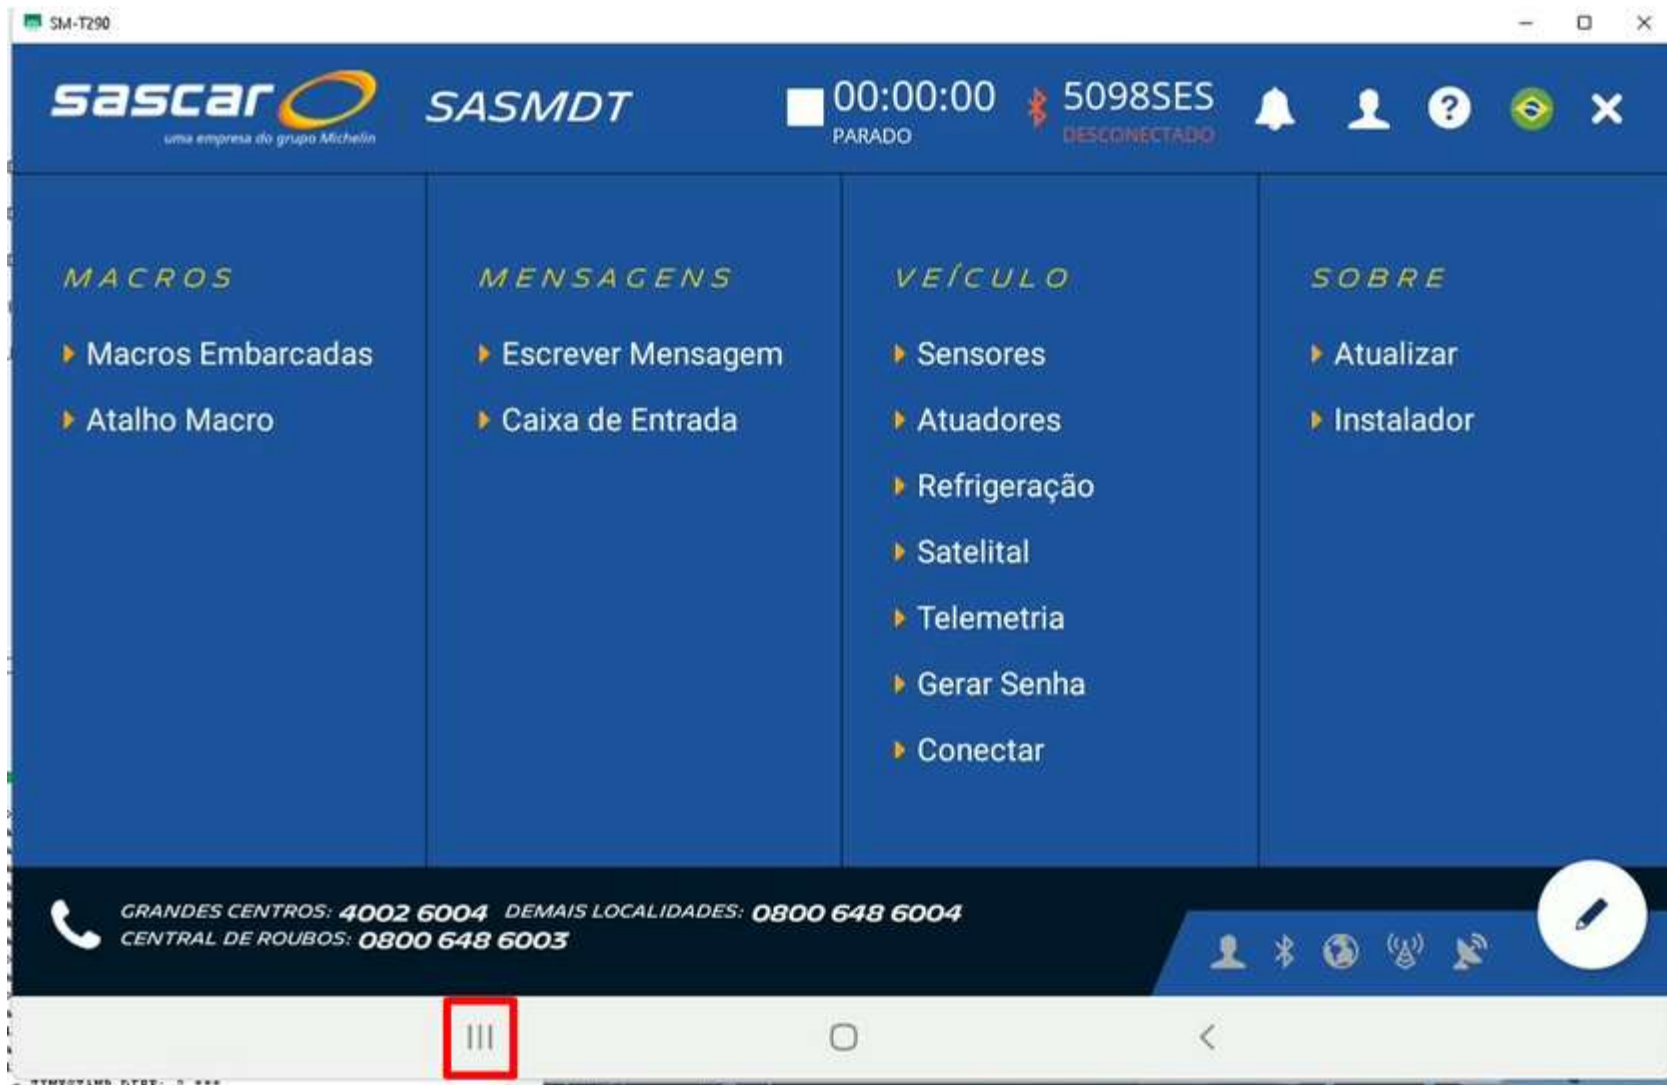 SM-T290
sascar
uma empresa do grupo Michelin
SASMDT
00:00:00
PARADO
5098SES
DESCONECTADO
MACROS
Macros Embarcadas
Atalho Macro
MENSAGENS
Escrever Mensagem
Caixa de Entrada
VEÍCULO
Sensores
Atuadores
Refrigeração
Satelital
Telemetria
Gerar Senha
Conectar
SOBRE
Atualizar
Instalador
GRANDES CENTROS: 4002 6004 DEMAIS LOCALIDADES: 0800 648 6004
CENTRAL DE ROUBOS: 0800 648 6003